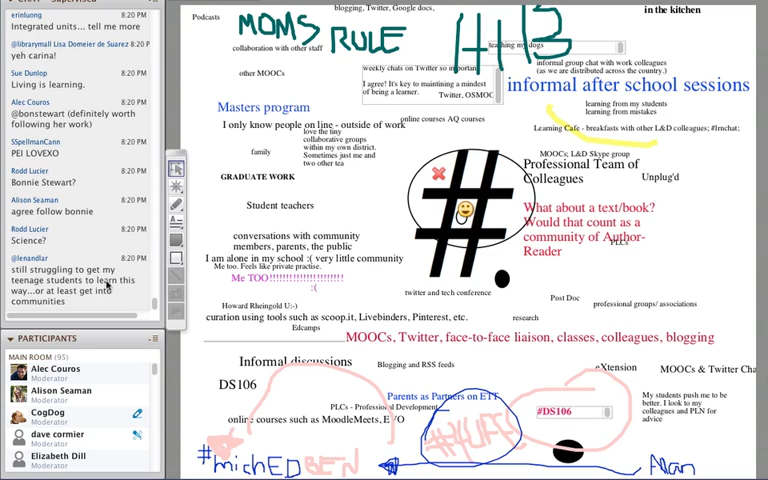 CHAT - Supervised
erinluong 8:20 PM
Integrated units... tell me more
@librarymall Lisa Domeier de Suarez 8:20 P
yeh carina!
Sue Dunlop 8:20 PM
Living is learning.
Alec Couros 8:20 PM
@bonstewart (definitely worth
following her work)
SSpellmanCann 8:20 PM
PEI LOVEXO
Rodd Lucier 8:20 PM
Bonnie Stewart?
Alison Seaman 8:20 PM
agree follow bonnie
Rodd Lucier 8:20 PM
Science?
@lenandlar 8:20 PM
still struggling to get my
teenage students to learn this
way...or at least get into
communities
PARTICIPANTS
MAIN ROOM (95)
Alec Couros
Moderator
Alison Seaman
Moderator
CogDog
Moderator
dave cormier
Moderator
Elizabeth Dill
Moderator
Podcasts
blogging, Twitter, Google docs,
in the kitchen
MOMS RULE
collaboration with other staff
teaching my dogs
other MOOCs
weekly chats on Twitter so important
I agree! It's key to maintining a mindest
of being a learner.
Twitter, OSMOC
informal group chat with work colleagues
(as we are distributed across the country.)
informal after school sessions
Masters program
learning from my students
learning from mistakes
online courses AQ courses
I only know people on line - outside of work
Learning Cafe - breakfasts with other L&D colleagues; #lrnchat;
love the tiny
collaborative groups
within my own district.
Sometimes just me and
two other tea
family
MOOCs; L&D Skype group
Professional Team of
Colleagues
GRADUATE WORK
Unplug'd
Student teachers
What about a text/book?
Would that count as a
community of Author-
Reader
PLCs
#.
conversations with community
members, parents, the public
I am alone in my school :( very little community
Me too. Feels like private practise.
Me TOO!!!!!!!!!!!!!!!!!!!!!!
:(
twitter and tech conference
Post Doc
Howard Rheingold U:-)
professional groups/ associations
curation using tools such as scoop.it, Livebinders, Pinterest, etc.
research
Edcamps
MOOCs, Twitter, face-to-face liaison, classes, colleagues, blogging
Informal discussions
Blogging and RSS feeds
eXtension
MOOCs & Twitter Cha
DS106
Parents as Partners on ETT
My students push me to be
better. I look to my
colleagues and PLN for
advice
PLCs - Professional Development
#DS106
online courses such as MoodleMeets,
#michED
BEN
Alan